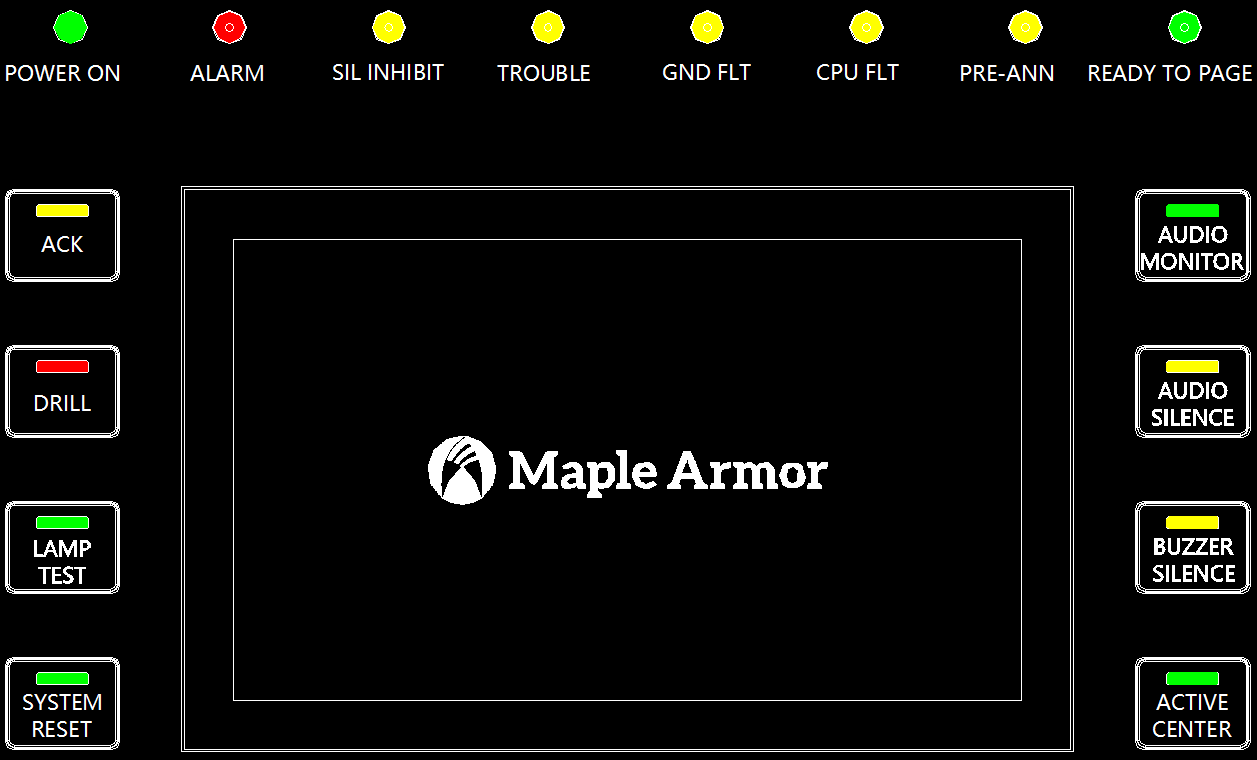 POWER ON
ALARM
SIL INHIBIT
TROUBLE
GND FLT
CPU FLT
PRE-ANN
READY TO PAGE
ACK
AUDIO
MONITOR
DRILL
AUDIO
SILENCE
Maple Armor
LAMP
TEST
BUZZER
SILENCE
SYSTEM
RESET
ACTIVE
CENTER